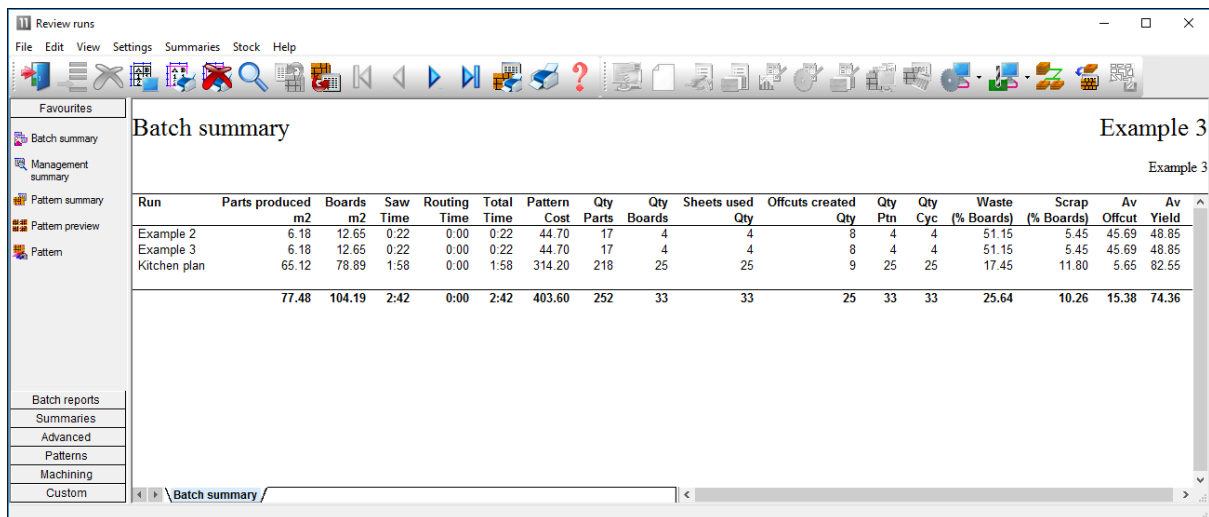 Review runs
File Edit View Settings Summaries Stock Help
Favourites
Batch summary
Management
summary
Pattern summary
Pattern preview
Pattern
Batch reports
Summaries
Advanced
Patterns
Machining
Custom
Batch summary Example 3
Example 3
Run Parts produced Boards Saw Routing Total Pattern Qty Qty Sheets used Offcuts created Qty Qty Waste Scrap Av Av
m2 m2 Time Time Time Cost Parts Boards Qty Qty Ptn Cyc (% Boards) (% Boards) Offcut Yield
Example 2 6.18 12.65 0:22 0:00 0:22 44.70 17 4 4 8 4 4 51.15 5.45 45.69 48.85
Example 3 6.18 12.65 0:22 0:00 0:22 44.70 17 4 4 8 4 4 51.15 5.45 45.69 48.85
Kitchen plan 65.12 78.89 1:58 0:00 1:58 314.20 218 25 25 9 25 25 17.45 11.80 5.65 82.55
77.48 104.19 2:42 0:00 2:42 403.60 252 33 33 25 33 33 25.64 10.26 15.38 74.36
Batch summary